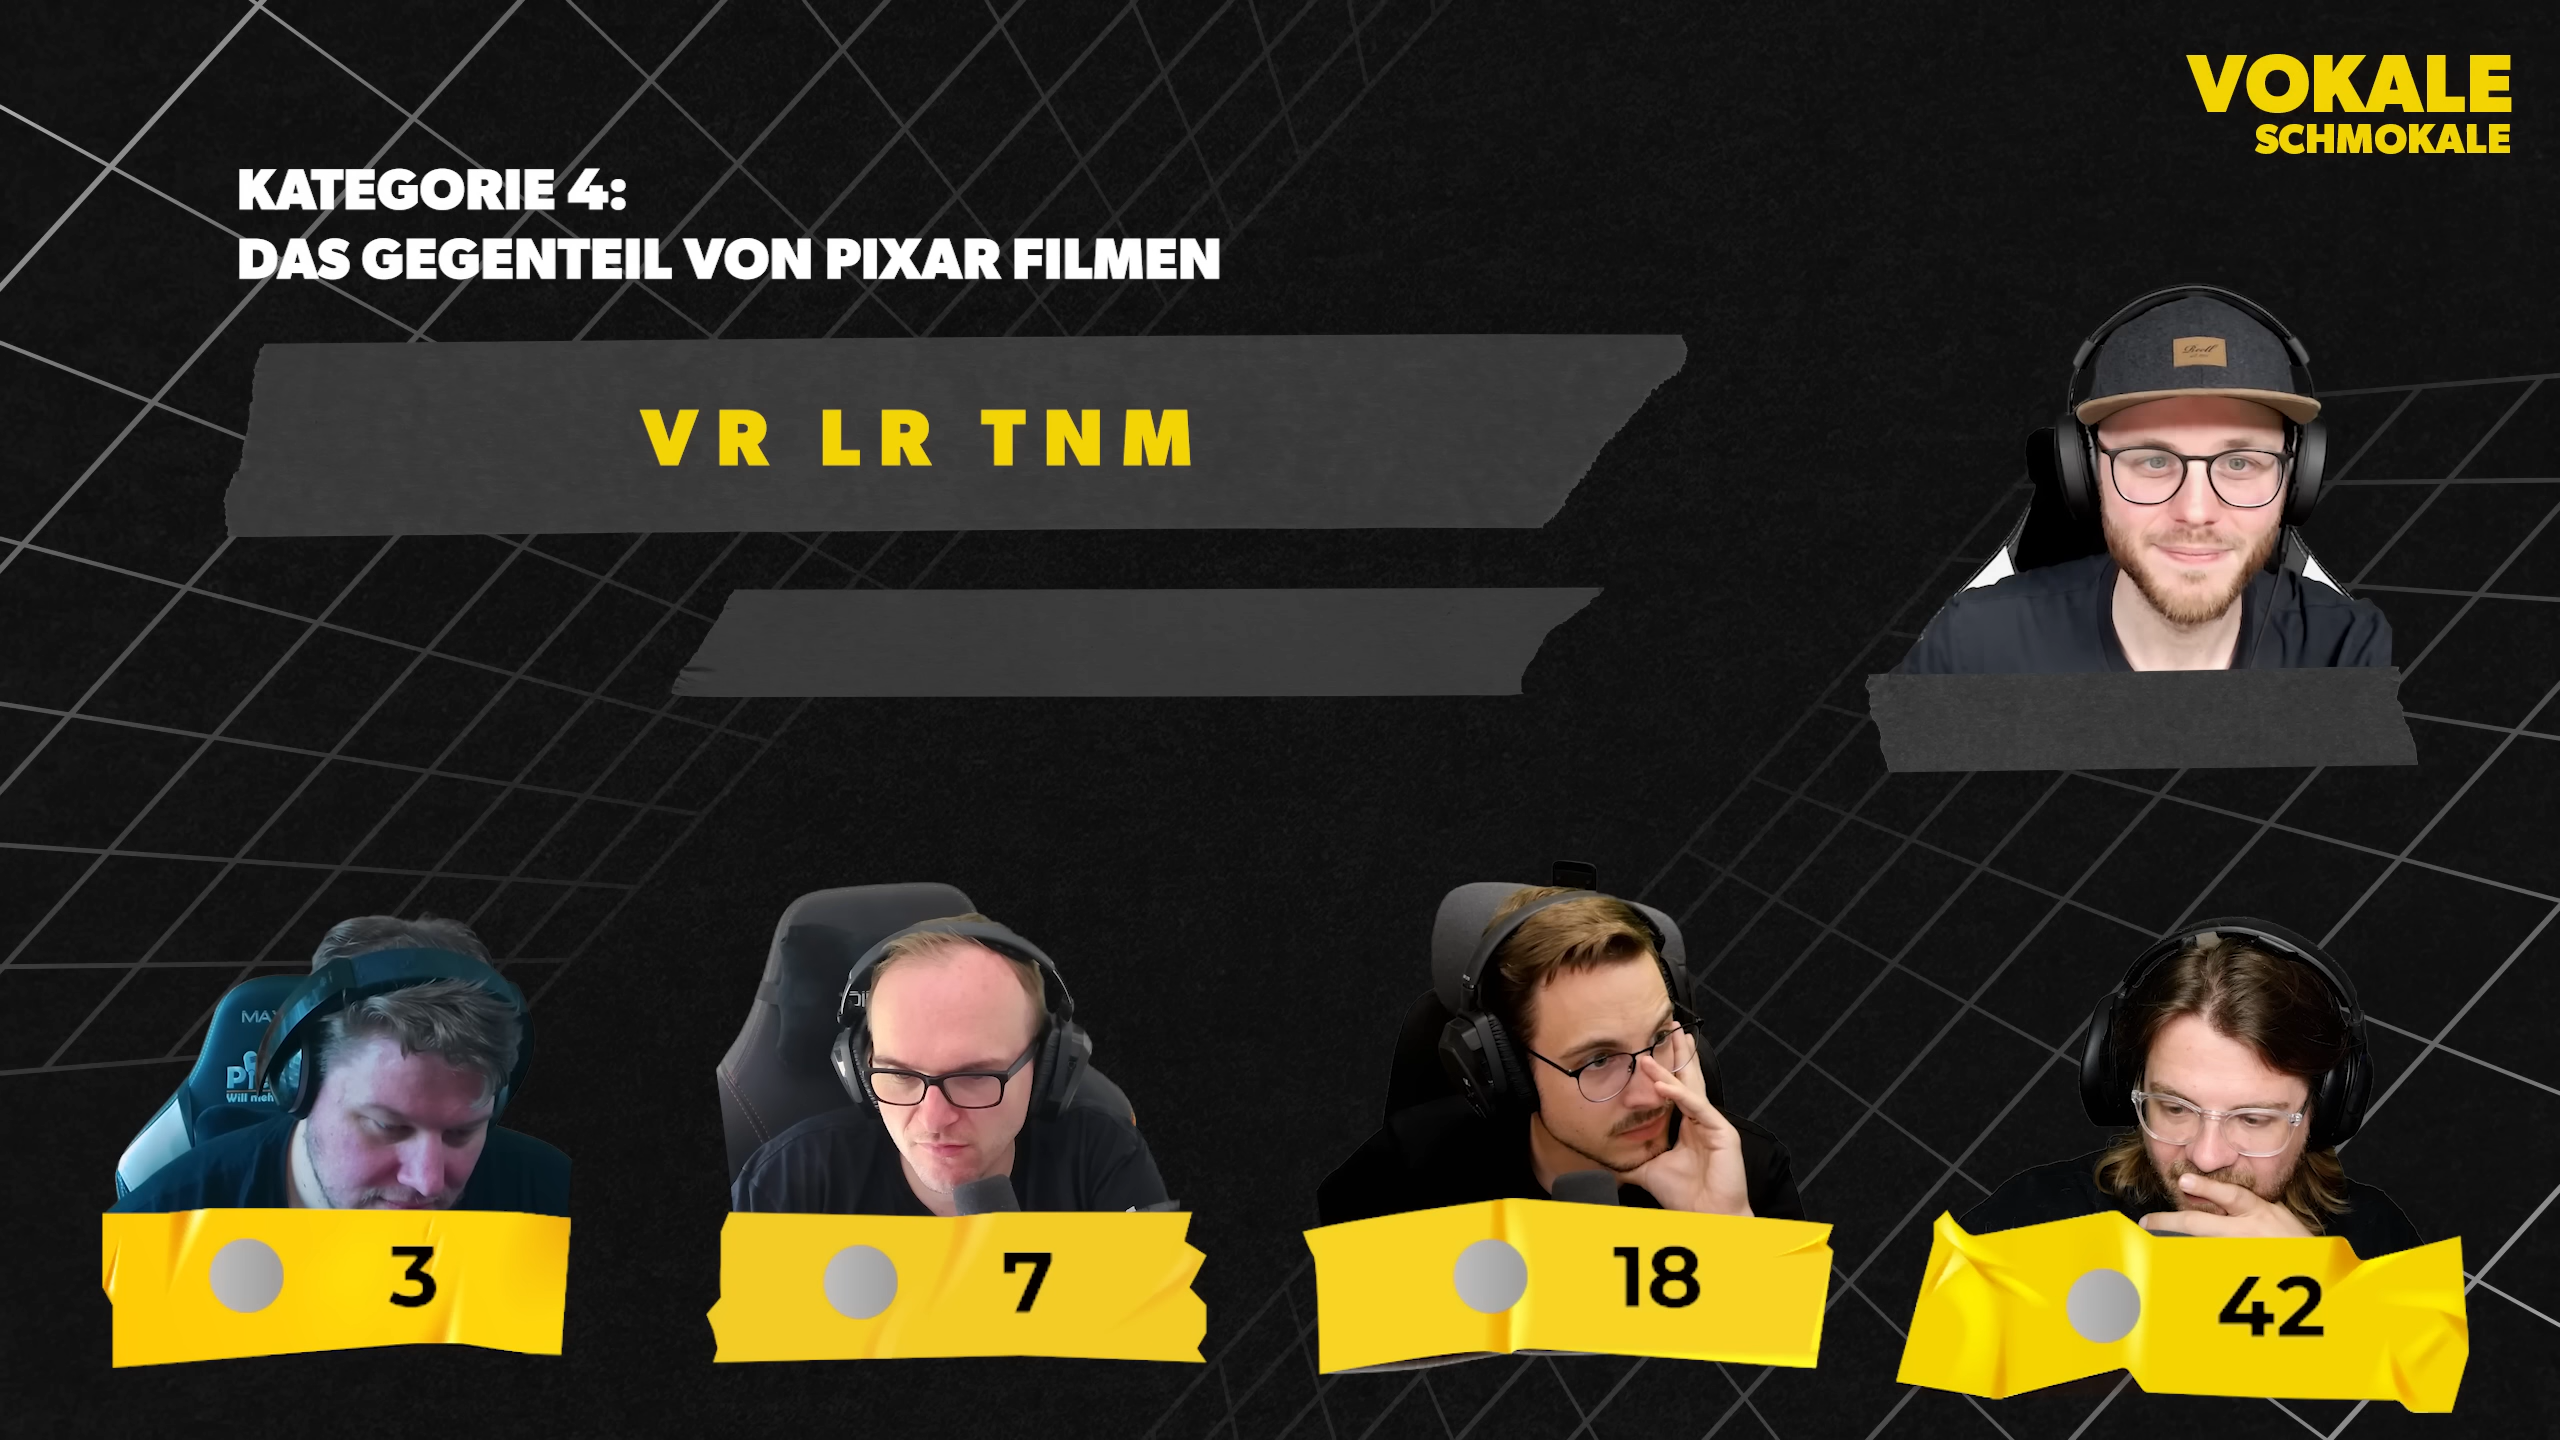 VOKALE
SCHMOKALE
KATEGORIE 4:
DAS GEGENTEIL VON PIXAR FILMEN
VR LR TNM
3
7
18
42